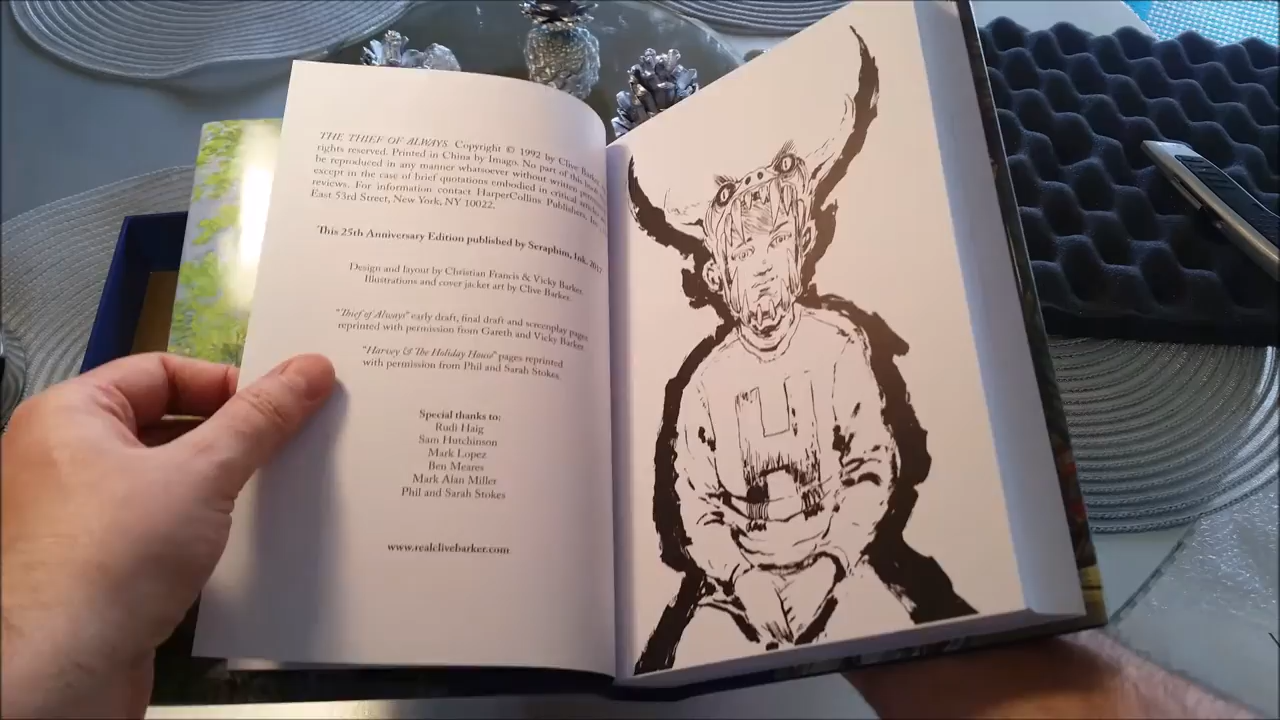 THE THIEF OF ALWAYS. Copyright © 1992 by Clive Barker. All
rights reserved. Printed in China by Imago. No part of this book
be reproduced in any manner whatsoever without written
except in the case of brief quotations embodied in critical articles
reviews. For information contact HarperCollins Publishers, Inc.
East 53rd Street, New York, NY 10022.
This 25th Anniversary Edition published by Seraphim, Ink. 2017
Design and layout by Christian Francis & Vicky Barker.
Illustrations and cover jacket art by Clive Barker.
"Thief of Always" early draft, final draft and screenplay pages
reprinted with permission from Gareth and Vicky Barker.
"Harvey & The Holiday House" pages reprinted
with permission from Phil and Sarah Stokes.
Special thanks to:
Rudi Haig
Sam Hutchinson
Mark Lopez
Ben Meares
Mark Alan Miller
Phil and Sarah Stokes
www.realclivebarker.com